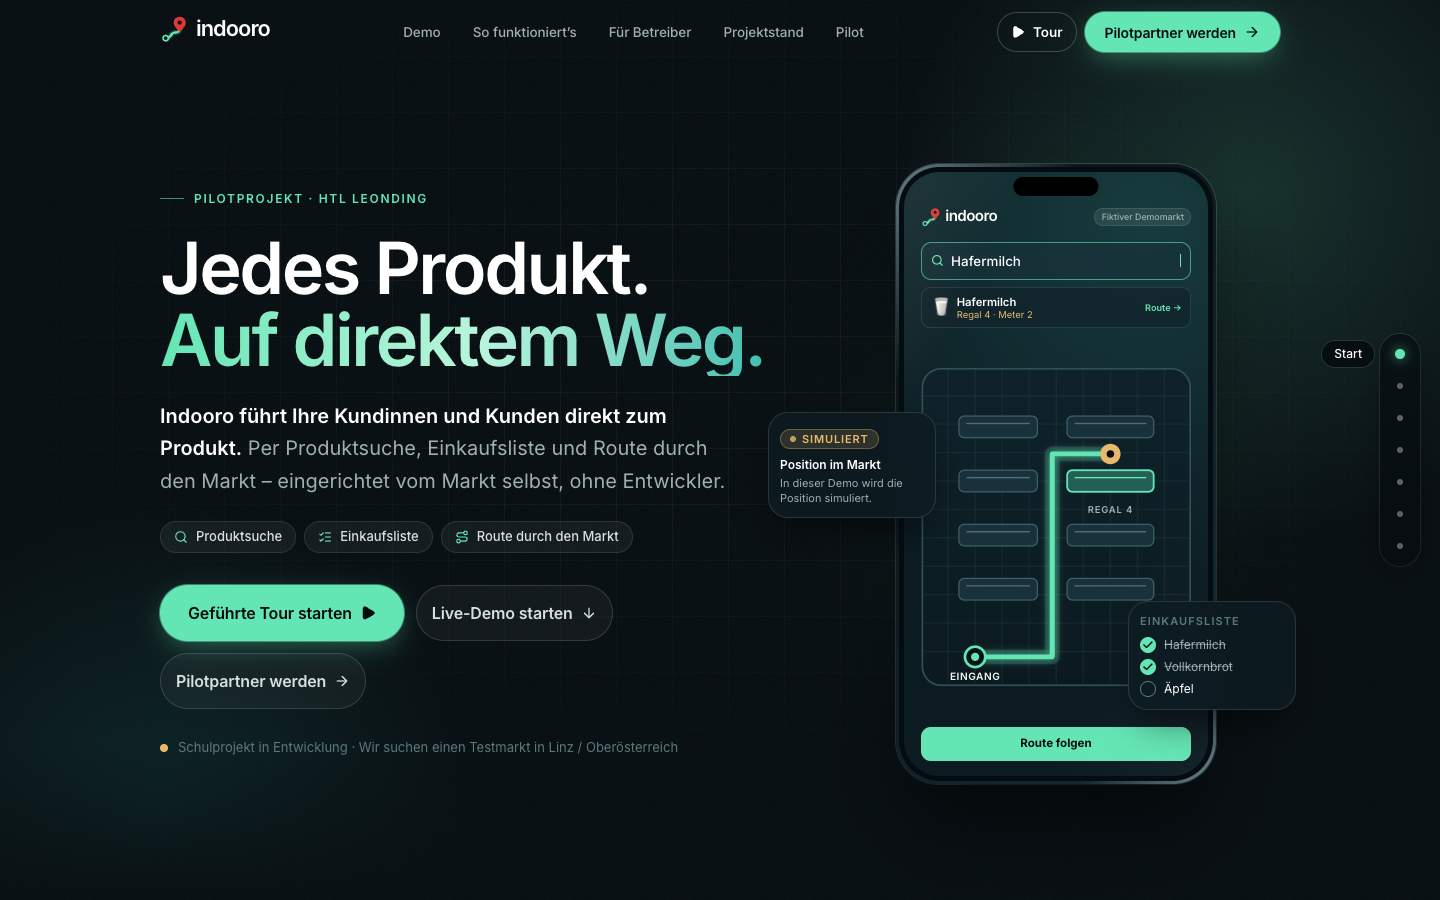 indooro
Demo
So funktioniert's
Für Betreiber
Projektstand
Pilot
Tour
Pilotpartner werden
PILOTPROJEKT · HTL LEONDING
Jedes Produkt.
Auf direktem Weg.
Indooro führt Ihre Kundinnen und Kunden direkt zum
Produkt. Per Produktsuche, Einkaufsliste und Route durch
den Markt – eingerichtet vom Markt selbst, ohne Entwickler.
Produktsuche
Einkaufsliste
Route durch den Markt
Geführte Tour starten
Live-Demo starten ↓
Pilotpartner werden →
Schulprojekt in Entwicklung · Wir suchen einen Testmarkt in Linz / Oberösterreich
indooro
Fiktiver Demomarkt
Hafermilch
Hafermilch
Regal 4 · Meter 2
Route →
SIMULIERT
Position im Markt
In dieser Demo wird die
Position simuliert.
REGAL 4
EINGANG
EINKAUFSLISTE
Hafermilch
Vollkornbrot
Äpfel
Route folgen
Start